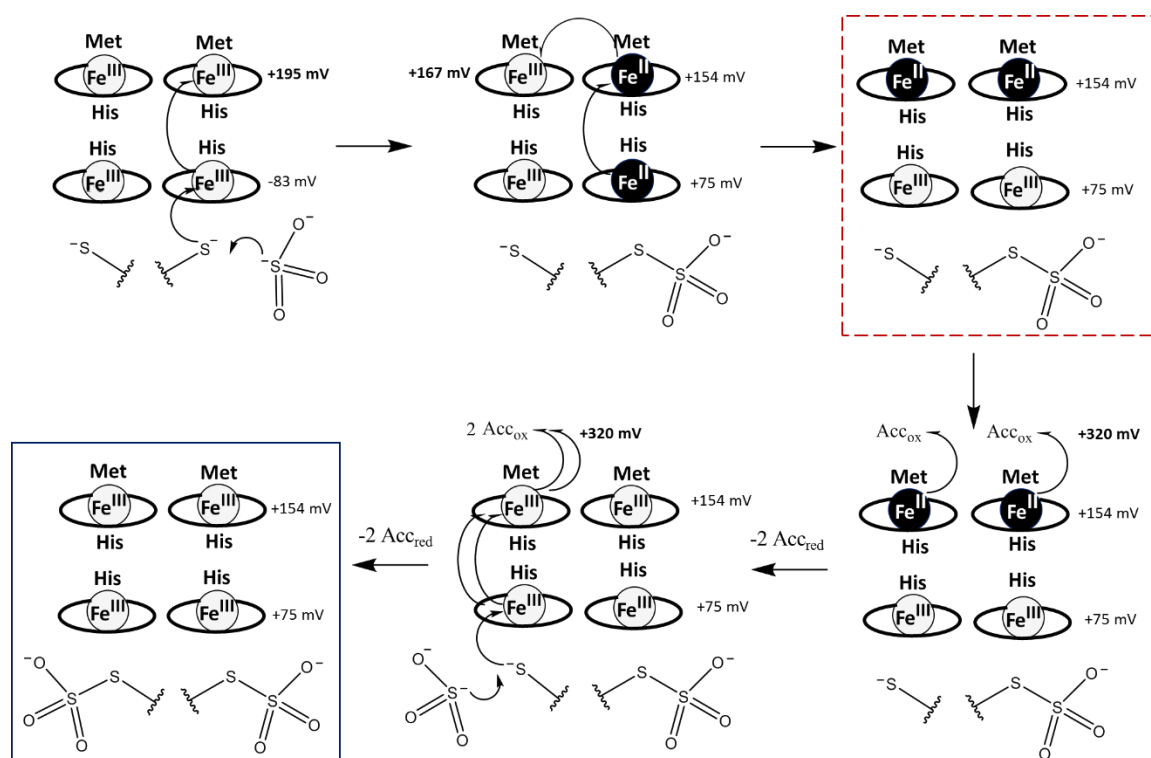 Met Met
Fe^III Fe^III +195 mV
His His
His His
Fe^III Fe^III -83 mV
⁻S S⁻ ⁻S O⁻ O O
Met Met
+167 mV Fe^III Fe^II +154 mV
His His
His His
Fe^III Fe^II +75 mV
⁻S S S O⁻ O O
Met Met
Fe^II Fe^II +154 mV
His His
His His
Fe^III Fe^III +75 mV
⁻S S S O⁻ O O
Acc_ox Acc_ox +320 mV
Met Met
Fe^II Fe^II +154 mV
His His
His His
Fe^III Fe^III +75 mV
⁻S S S O⁻ O O
-2 Acc_red
2 Acc_ox +320 mV
Met Met
Fe^III Fe^III +154 mV
His His
His His
Fe^III Fe^III +75 mV
O⁻ S⁻ O O ⁻S S S O⁻ O O
-2 Acc_red
Met Met
Fe^III Fe^III +154 mV
His His
His His
Fe^III Fe^III +75 mV
⁻O S S O O S S O⁻ O O